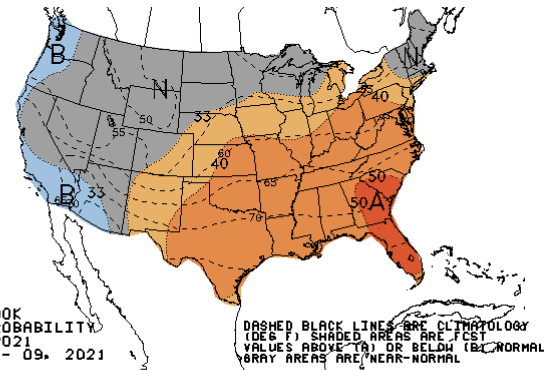 B
N
N
33
40
50
55
60
40
33
B
65
70
50
50
A
OK
OBABILITY
021
- 09, 2021
DASHED BLACK LINES ARE CLIMATOLOGY
(DEG F) SHADED AREAS ARE FCST
VALUES ABOVE (A) OR BELOW (B) NORMAL
GRAY AREAS ARE NEAR-NORMAL